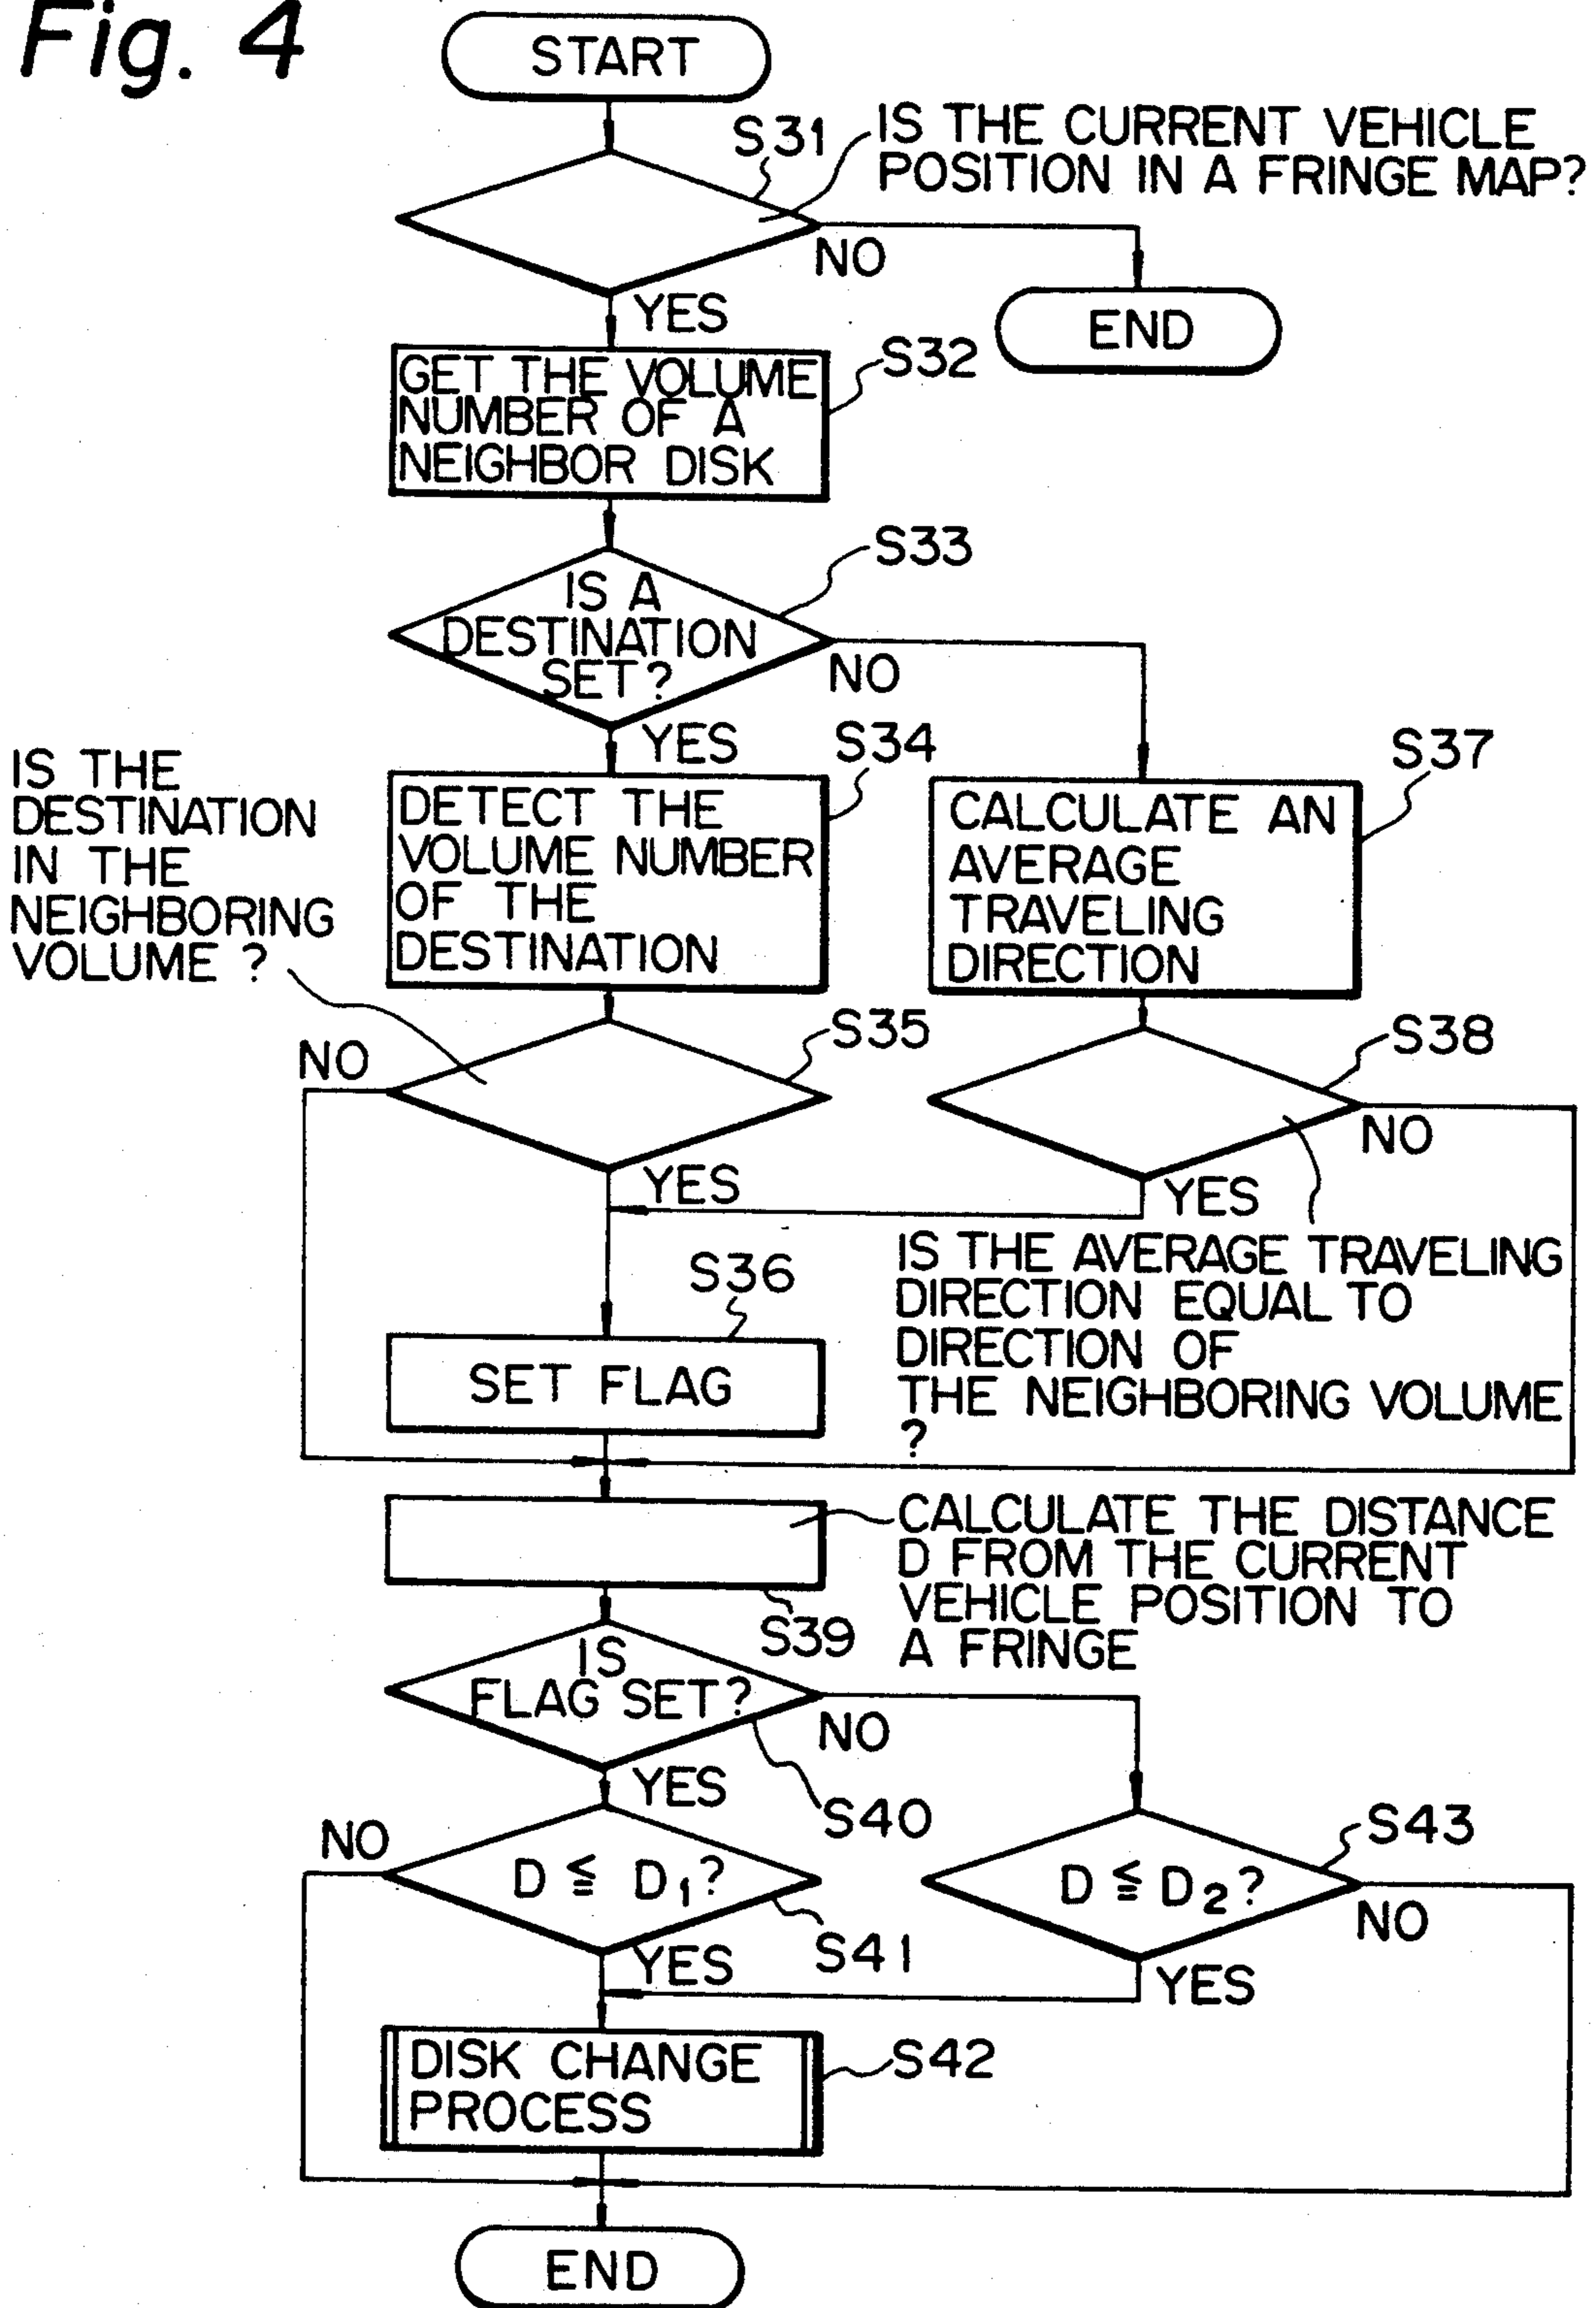 Fig. 4
START
S31
IS THE CURRENT VEHICLE
POSITION IN A FRINGE MAP?
NO
YES
END
GET THE VOLUME
NUMBER OF A
NEIGHBOR DISK
S32
S33
IS A
DESTINATION
SET?
NO
YES
S34
DETECT THE
VOLUME NUMBER
OF THE
DESTINATION
S37
CALCULATE AN
AVERAGE
TRAVELING
DIRECTION
IS THE
DESTINATION
IN THE
NEIGHBORING
VOLUME ?
S35
NO
YES
S38
NO
YES
IS THE AVERAGE TRAVELING
DIRECTION EQUAL TO
DIRECTION OF
THE NEIGHBORING VOLUME
?
S36
SET FLAG
CALCULATE THE DISTANCE
D FROM THE CURRENT
VEHICLE POSITION TO
A FRINGE
S39
IS
FLAG SET?
NO
YES
S40
NO
D ≦ D1?
S41
YES
S43
D ≦ D2?
NO
YES
DISK CHANGE
PROCESS
S42
END